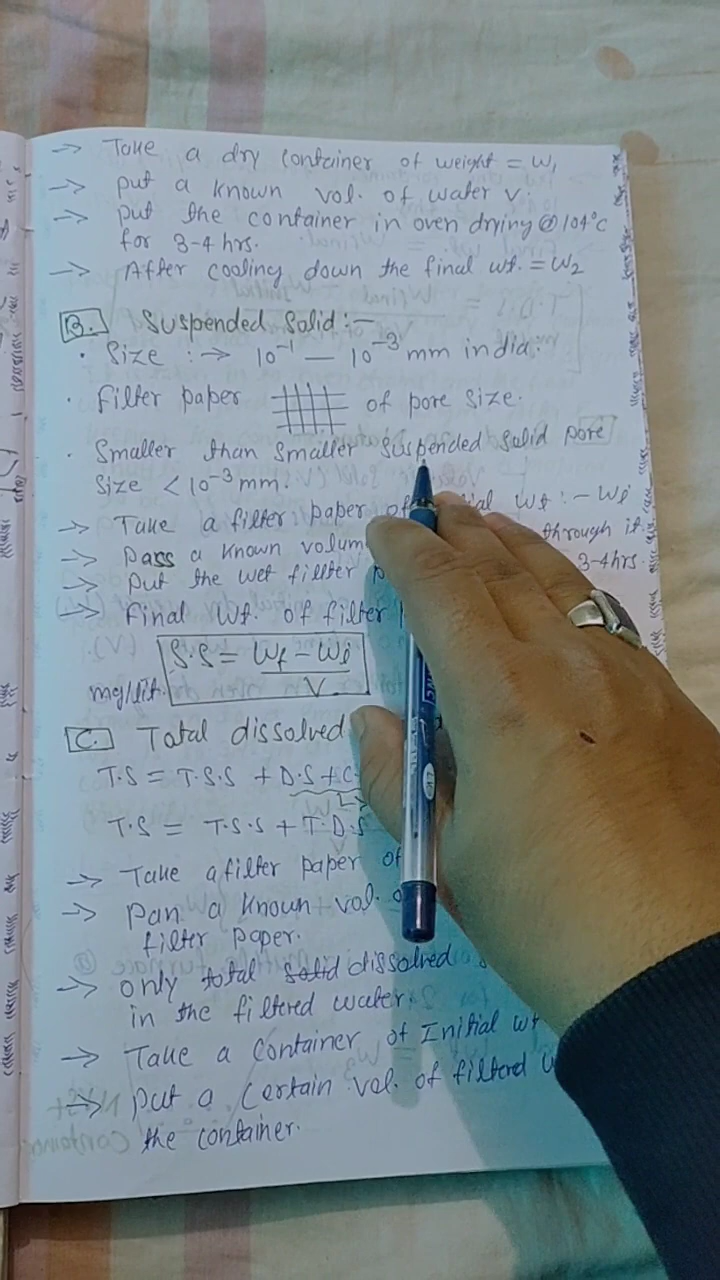 → Take a dry container of weight = W₁
→ put a known vol. of water V.
→ put the container in oven drying @ 104°c
for 3-4 hrs.
→ After cooling down the final wt. = W₂
B. Suspended Solid :-
• Size :→ 10⁻¹ — 10⁻³ mm in dia.
• Filter paper of pore size.
• Smaller than smaller suspended solid pore
size < 10⁻³ mm.
→ Take a filter paper of wt :- Wi
→ Pass a known volum through it.
→ Put the wet fillter 3-4hrs.
→ Final wt. of filter
S.S = Wf - Wi
mg/lit. V
C. Total dissolved
T.S = T.S.S + D.S + C.
T.S = T.S.S + T.D.S
→ Take a filter paper of
→ Pan a known vol.
filter paper.
→ only total solid dissolved
in the filtered water.
→ Take a container of Initial wt
→ put a certain vol. of filtered
the container.